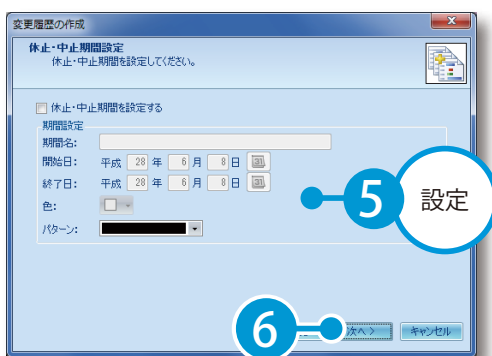 変更履歴の作成
休止・中止期間設定
休止・中止期間を設定してください。
休止・中止期間を設定する
期間設定
期間名:
開始日: 平成 28 年 6 月 8 日 31
終了日: 平成 28 年 6 月 8 日 31
色:
パターン:
5 設定
6 次へ> キャンセル